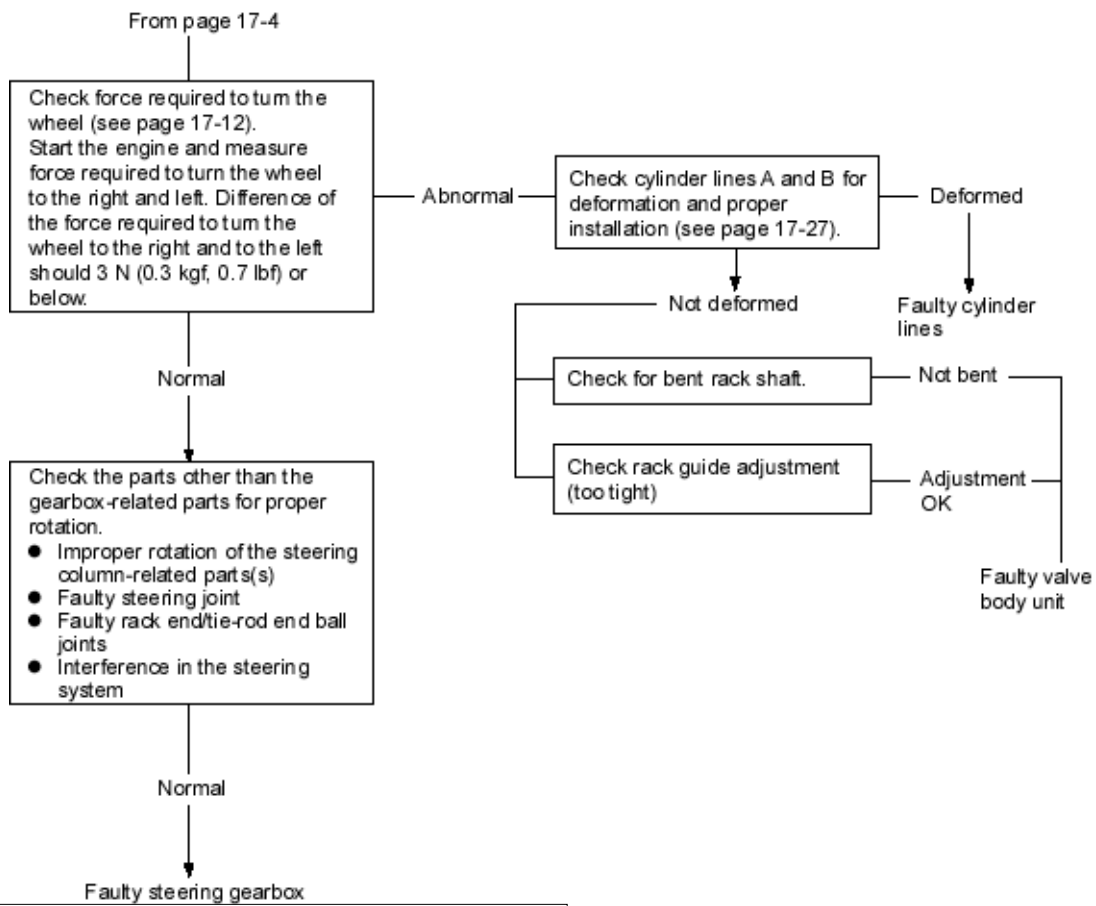 From page 17-4
Check force required to turn the
wheel (see page 17-12).
Start the engine and measure
force required to turn the wheel
to the right and left. Difference of
the force required to turn the
wheel to the right and to the left
should 3 N (0.3 kgf, 0.7 lbf) or
below.
Abnormal
Check cylinder lines A and B for
deformation and proper
installation (see page 17-27).
Deformed
Not deformed
Faulty cylinder
lines
Normal
Check for bent rack shaft.
Not bent
Check rack guide adjustment
(too tight)
Adjustment
OK
Faulty valve
body unit
Check the parts other than the
gearbox-related parts for proper
rotation.
● Improper rotation of the steering
column-related parts(s)
● Faulty steering joint
● Faulty rack end/tie-rod end ball
joints
● Interference in the steering
system
Normal
Faulty steering gearbox